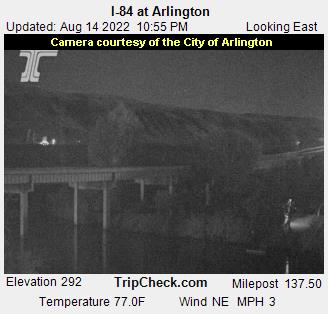 I-84 at Arlington
Updated: Aug 14 2022 10:55 PM Looking East
Camera courtesy of the City of Arlington
Elevation 292 TripCheck.com Milepost 137.50
Temperature 77.0F Wind NE MPH 3